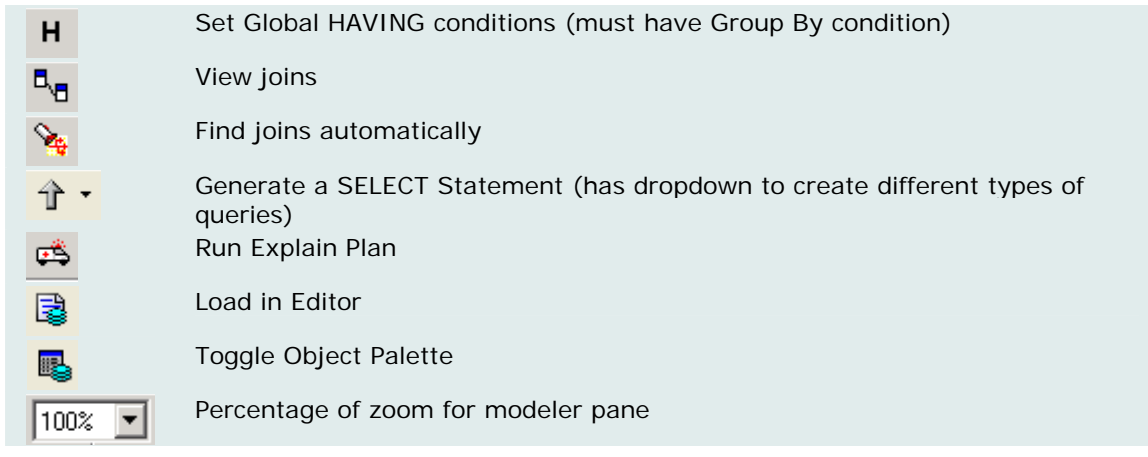 H Set Global HAVING conditions (must have Group By condition)
View joins
Find joins automatically
Generate a SELECT Statement (has dropdown to create different types of
queries)
Run Explain Plan
Load in Editor
Toggle Object Palette
100% Percentage of zoom for modeler pane